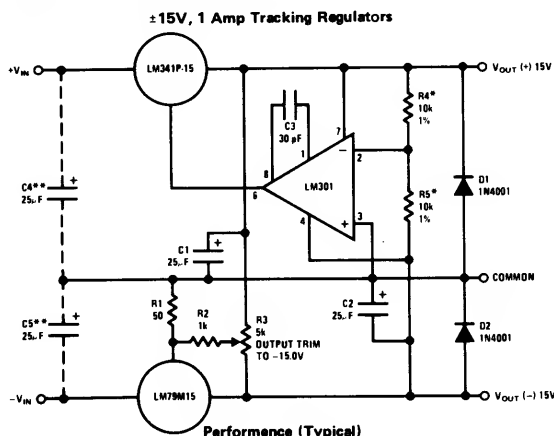 ±15V, 1 Amp Tracking Regulators
+VIN
LM341P-15
VOUT (+) 15V
C3
30 pF
R4*
10k
1%
8
1
7
2
−
LM301
6
4
+
3
R5*
10k
1%
D1
1N4001
C4**
25µF
+
C1
25µF
+
COMMON
C5**
25µF
+
R1
50
R2
1k
R3
5k
OUTPUT TRIM
TO −15.0V
C2
25µF
+
D2
1N4001
−VIN
LM79M15
VOUT (−) 15V
Performence (Typical)